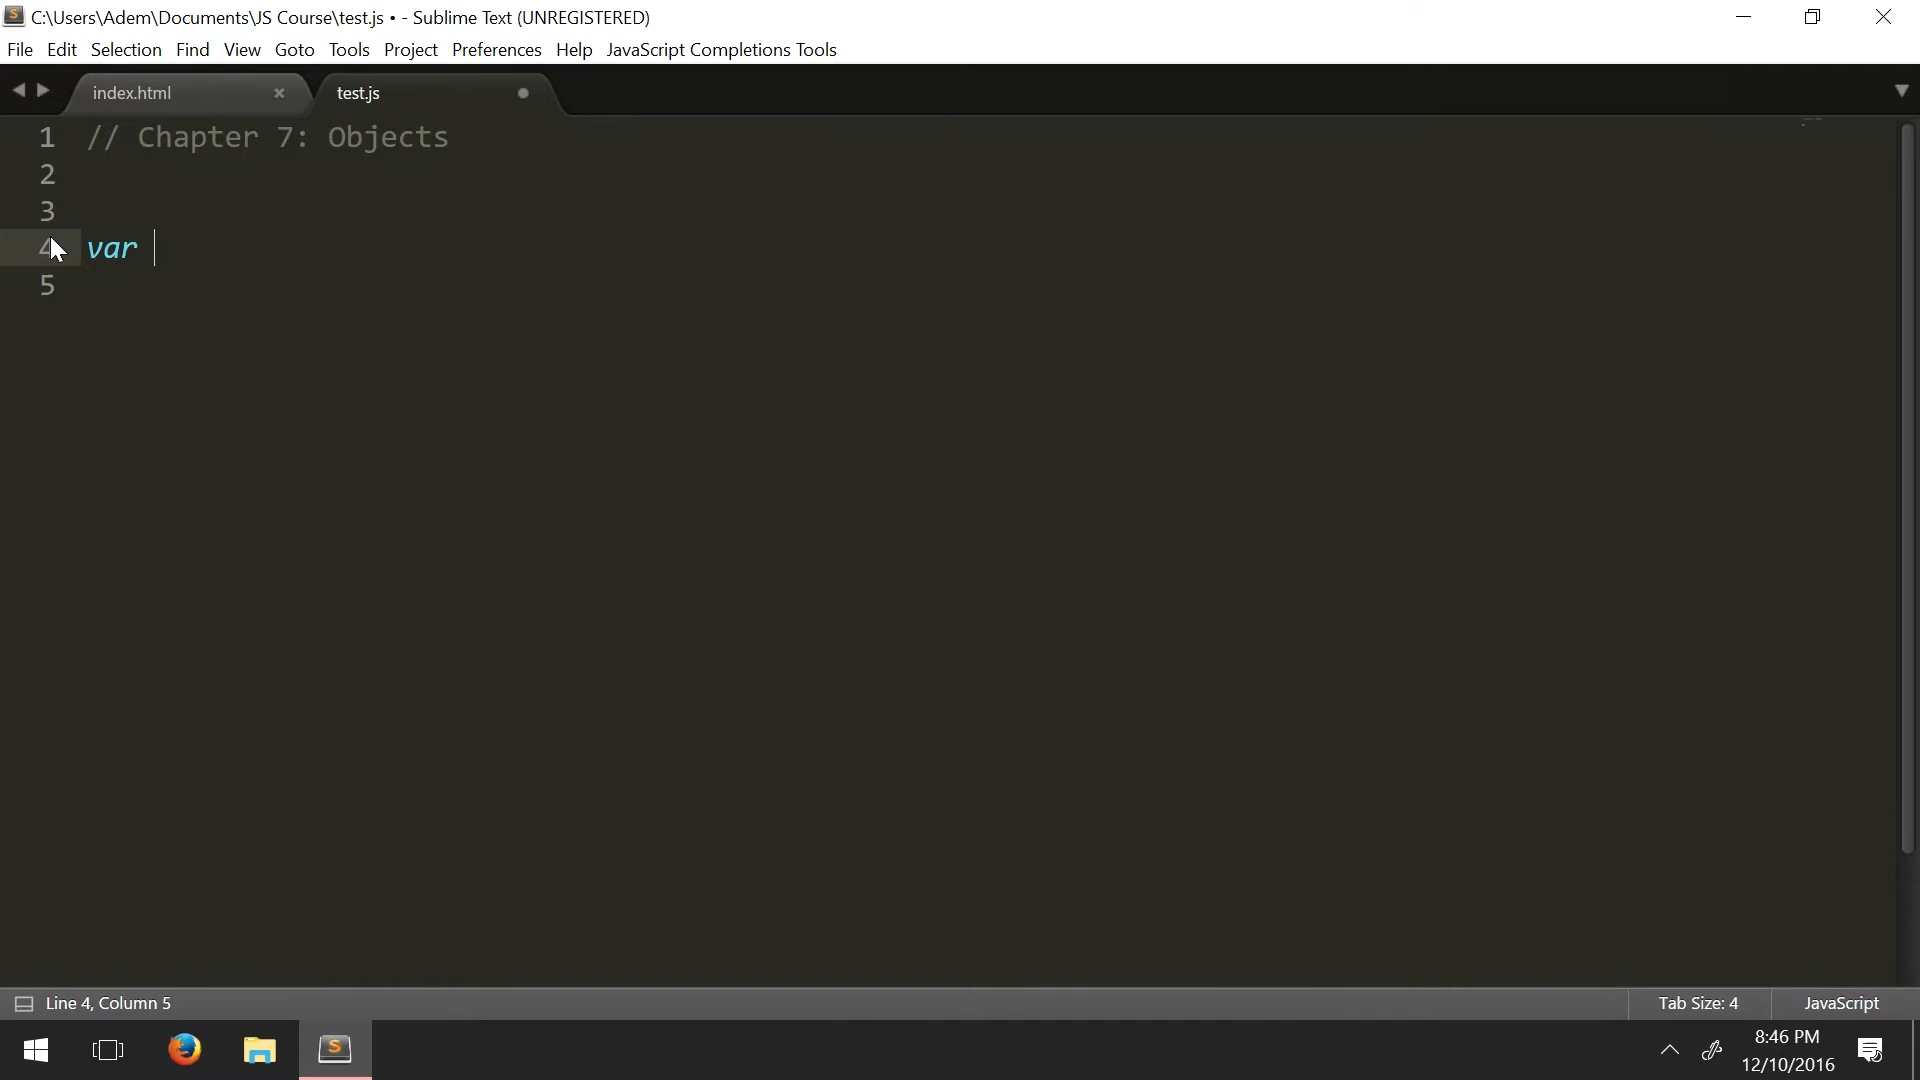 C:\Users\Adem\Documents\JS Course\test.js • - Sublime Text (UNREGISTERED)
File Edit Selection Find View Goto Tools Project Preferences Help JavaScript Completions Tools
index.html test.js
1 // Chapter 7: Objects
2
3
4 var
5
Line 4, Column 5 Tab Size: 4 JavaScript
8:46 PM
12/10/2016